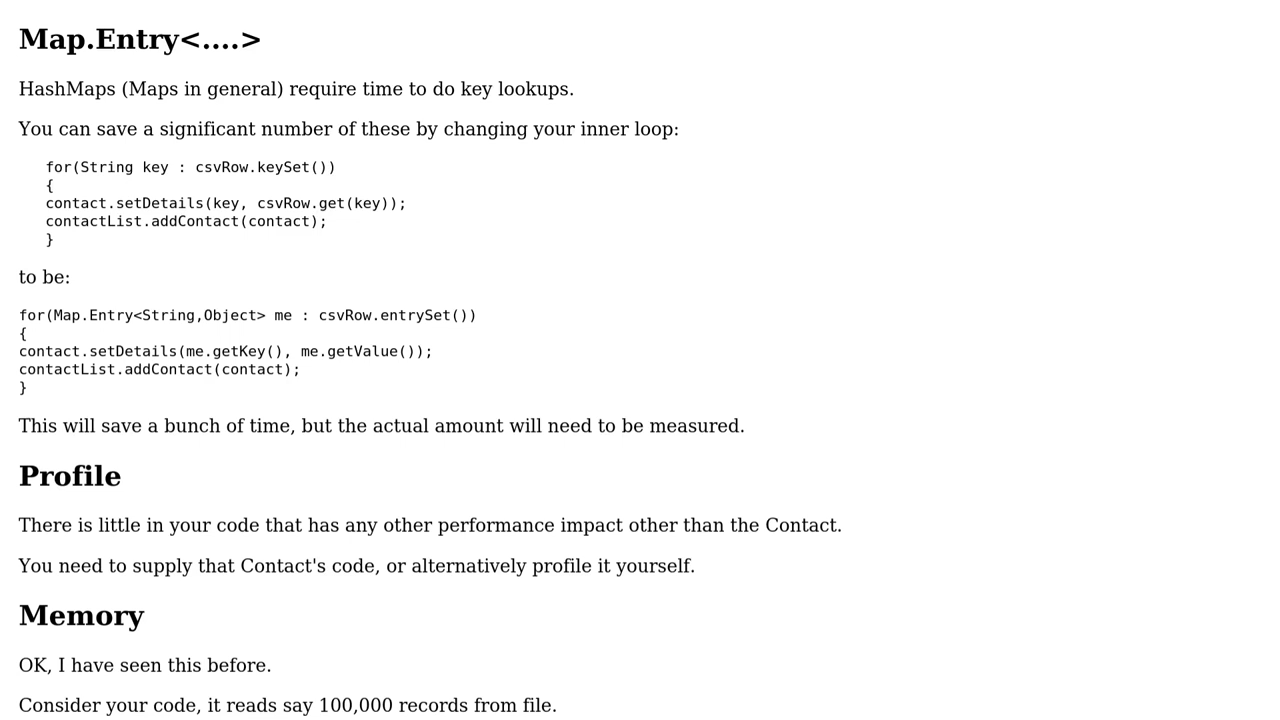 Map.Entry<....>
HashMaps (Maps in general) require time to do key lookups.
You can save a significant number of these by changing your inner loop:
for(String key : csvRow.keySet())
{
contact.setDetails(key, csvRow.get(key));
contactList.addContact(contact);
}
to be:
for(Map.Entry<String,Object> me : csvRow.entrySet())
{
contact.setDetails(me.getKey(), me.getValue());
contactList.addContact(contact);
}
This will save a bunch of time, but the actual amount will need to be measured.
Profile
There is little in your code that has any other performance impact other than the Contact.
You need to supply that Contact's code, or alternatively profile it yourself.
Memory
OK, I have seen this before.
Consider your code, it reads say 100,000 records from file.